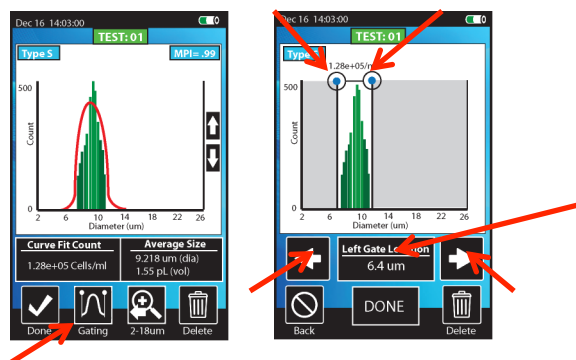 Dec 16 14:03:00
TEST: 01
Type S
MPI= .99
500
Count
0
2 6 10 14 18 22 26
Diameter (um)
Curve Fit Count
1.28e+05 Cells/ml
Average Size
9.218 um (dia)
1.55 pL (vol)
Done
Gating
2-18um
Delete
Dec 16 14:03:00
TEST: 01
Type
1.28e+05/m
500
Count
0
2 6 10 14 18 22 26
Diameter (um)
Left Gate Location
6.4 um
DONE
Back
Delete